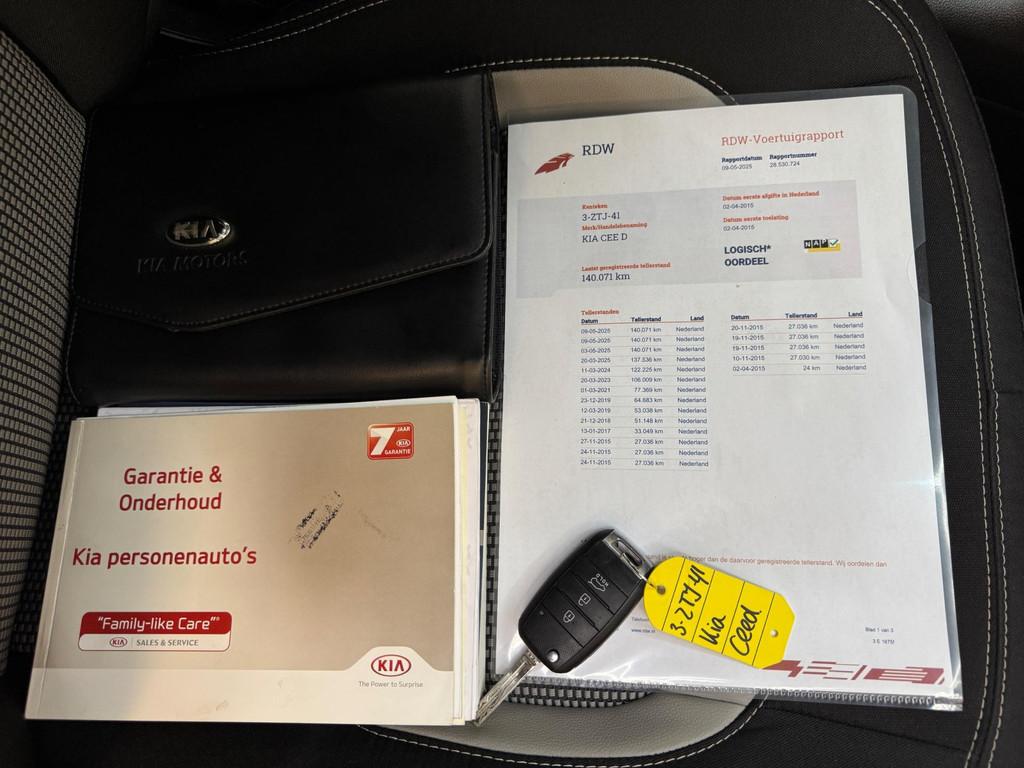 KIA
KIA MOTORS
7 JAAR
KIA
GARANTIE
Garantie &
Onderhoud
Kia personenauto's
"Family-like Care"®
KIA SALES & SERVICE
KIA
The Power to Surprise
RDW
RDW-Voertuigrapport
Rapportdatum Rapportnummer
09-05-2025 28.530.724
Kenteken
3-ZTJ-41
Merk/Handelsbenaming
KIA CEE D
Laatst geregistreerde tellerstand
140.071 km
Datum eerste afgifte in Nederland
02-04-2015
Datum eerste toelating
02-04-2015
LOGISCH*
OORDEEL
NAP
Tellerstanden
Datum Tellerstand Land
09-05-2025 140.071 km Nederland
09-05-2025 140.071 km Nederland
03-05-2025 140.071 km Nederland
20-03-2025 137.536 km Nederland
11-03-2024 122.225 km Nederland
20-03-2023 106.009 km Nederland
01-03-2021 77.369 km Nederland
23-12-2019 64.683 km Nederland
12-03-2019 53.038 km Nederland
21-12-2018 51.148 km Nederland
13-01-2017 33.049 km Nederland
27-11-2015 27.036 km Nederland
24-11-2015 27.036 km Nederland
24-11-2015 27.036 km Nederland
Datum Tellerstand Land
20-11-2015 27.036 km Nederland
19-11-2015 27.036 km Nederland
19-11-2015 27.036 km Nederland
10-11-2015 27.030 km Nederland
02-04-2015 24 km Nederland
hoger dan de daarvoor geregistreerde tellerstand. Wij oordelen dan
HOLD
3-ZTJ-41
Kia
Ceed
Blad 1 van 3